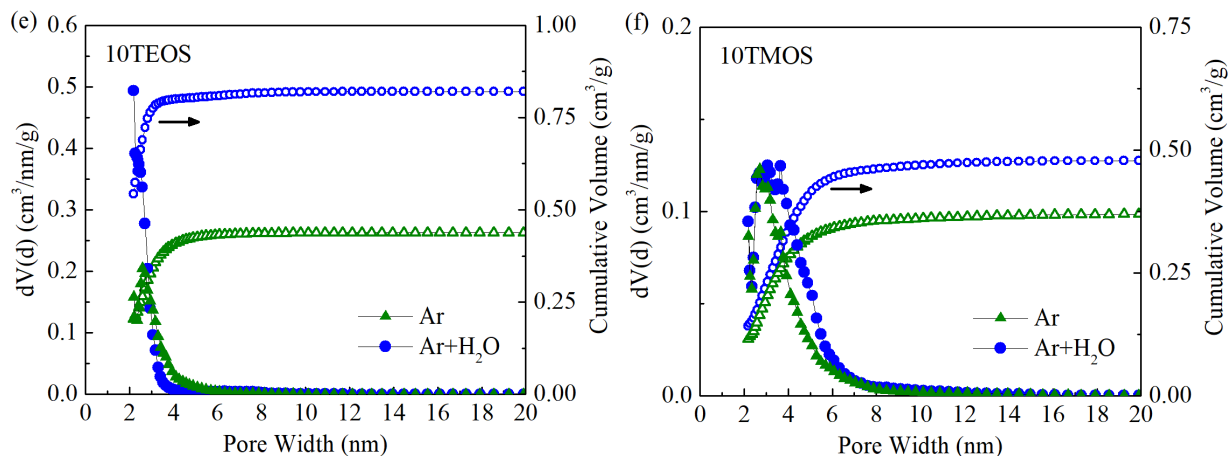 (e)
10TEOS
dV(d) (cm³/nm/g)
0.6
0.5
0.4
0.3
0.2
0.1
0.0
1.00
0.75
0.50
0.25
0.00
Cumulative Volume (cm³/g)
Ar
Ar+H₂O
0 2 4 6 8 10 12 14 16 18 20
Pore Width (nm)
(f)
10TMOS
dV(d) (cm³/nm/g)
0.2
0.1
0.0
0.75
0.50
0.25
0.00
Cumulative Volume (cm³/g)
Ar
Ar+H₂O
0 2 4 6 8 10 12 14 16 18 20
Pore Width (nm)